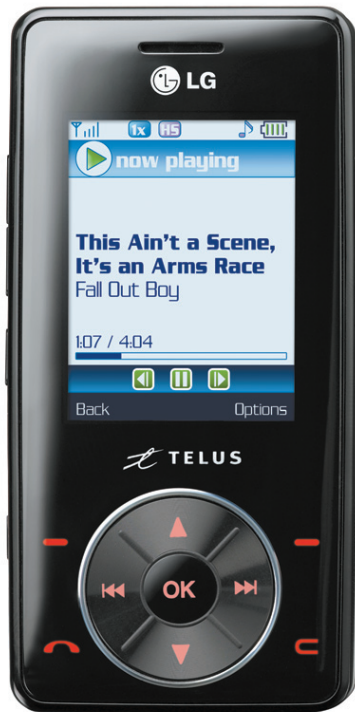 LG
1x HS
now playing
This Ain't a Scene,
It's an Arms Race
Fall Out Boy
1:07 / 4:04
Back Options
TELUS
OK
C